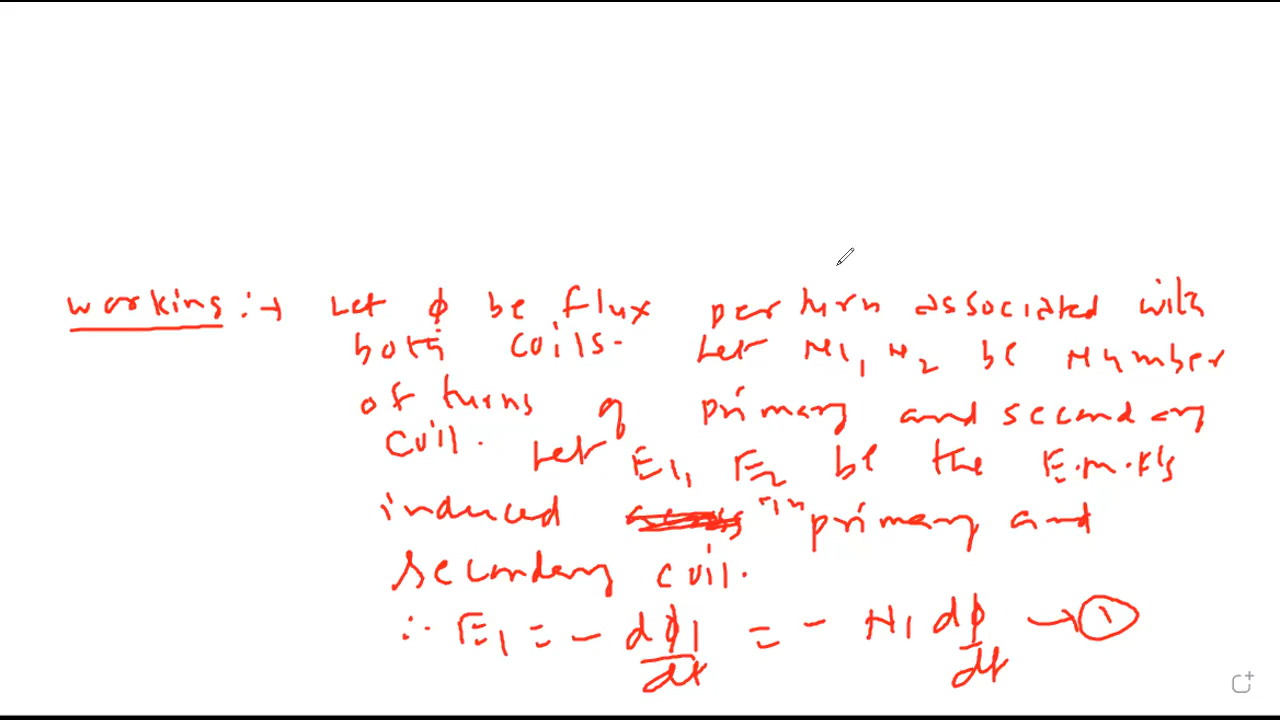 Working :→ Let ϕ be flux per turn associated with
both coils. Let N1, N2 be Number
of turns of primary and secondary
coil. Let E1, E2 be the E.M.F's
induced in primary and
secondary coil.
∴ E1 = - dϕ1/dt = - N1 dϕ/dt → ①